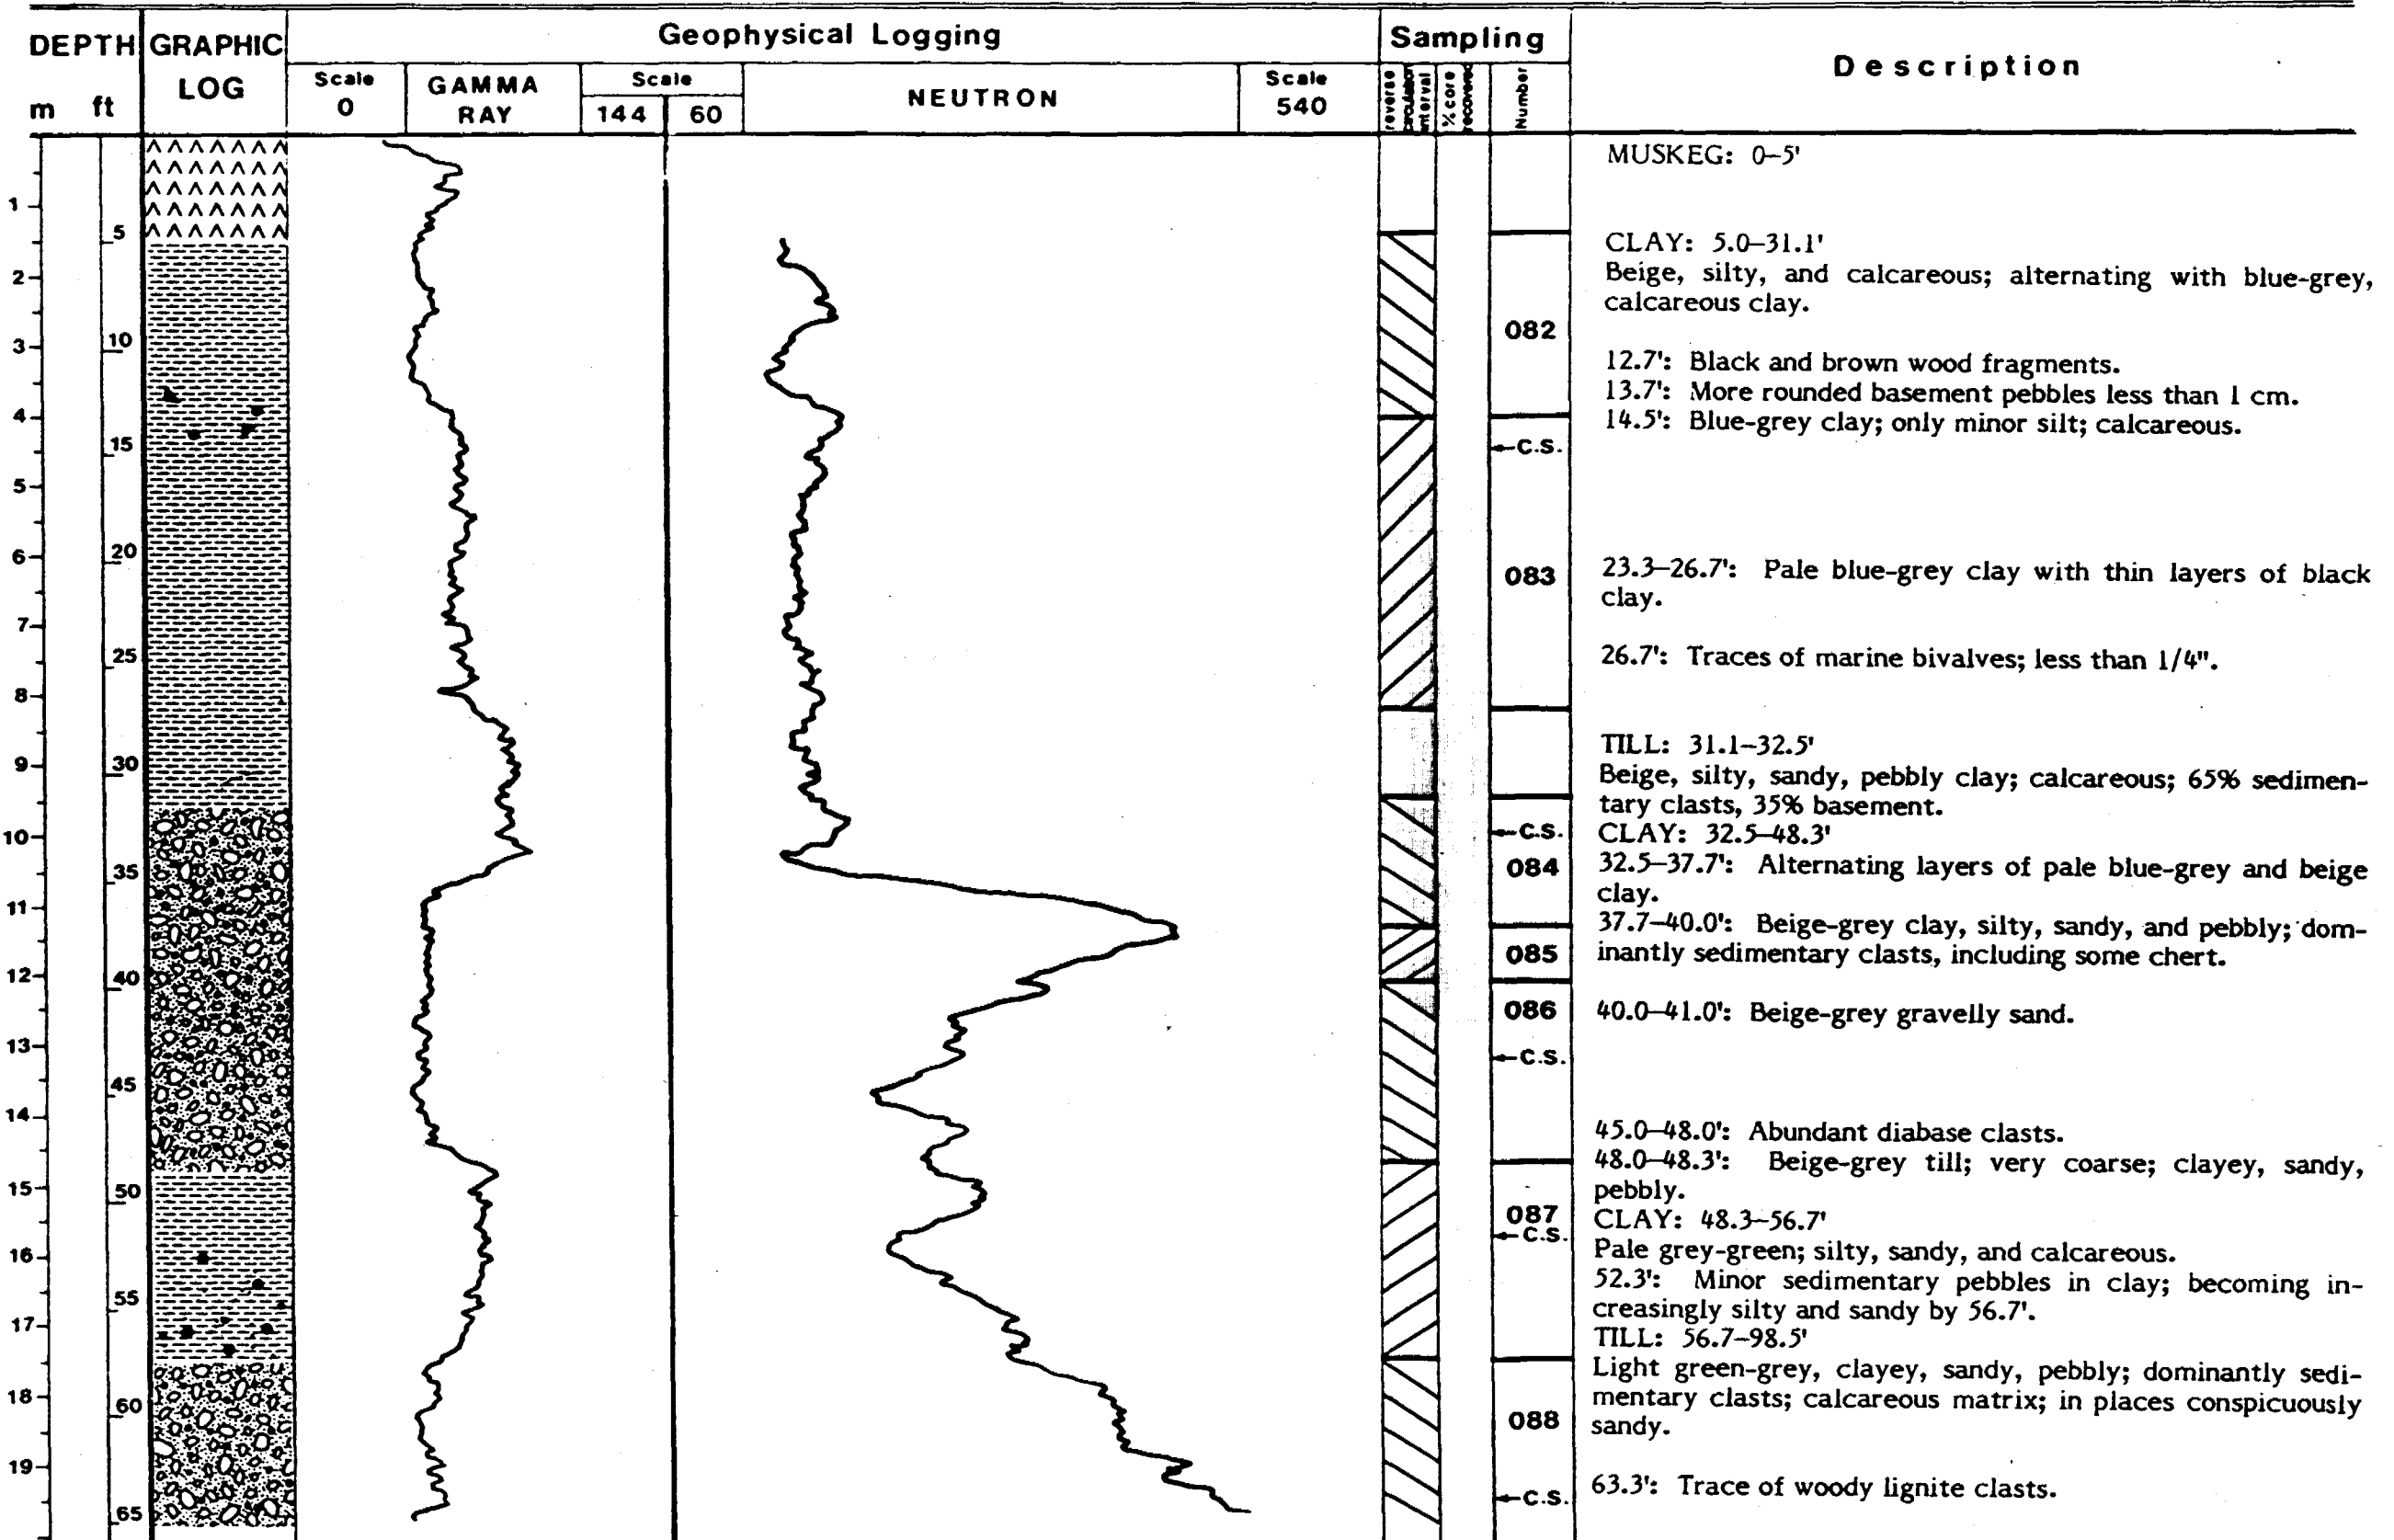 DEPTH
m ft
GRAPHIC
LOG
Geophysical Logging
Scale
0
GAMMA
RAY
Scale
144 60
NEUTRON
Scale
540
Sampling
reverse
circulation
interval
% core
recovered
Number
Description
1
2
3
4
5
6
7
8
9
10
11
12
13
14
15
16
17
18
19
5
10
15
20
25
30
35
40
45
50
55
60
65
082
C.S.
083
C.S.
084
085
086
C.S.
087
C.S.
088
C.S.
MUSKEG: 0–5'
CLAY: 5.0–31.1'
Beige, silty, and calcareous; alternating with blue-grey,
calcareous clay.
12.7': Black and brown wood fragments.
13.7': More rounded basement pebbles less than 1 cm.
14.5': Blue-grey clay; only minor silt; calcareous.
23.3–26.7': Pale blue-grey clay with thin layers of black
clay.
26.7': Traces of marine bivalves; less than 1/4".
TILL: 31.1–32.5'
Beige, silty, sandy, pebbly clay; calcareous; 65% sedimen-
tary clasts, 35% basement.
CLAY: 32.5–48.3'
32.5–37.7': Alternating layers of pale blue-grey and beige
clay.
37.7–40.0': Beige-grey clay, silty, sandy, and pebbly; dom-
inantly sedimentary clasts, including some chert.
40.0–41.0': Beige-grey gravelly sand.
45.0–48.0': Abundant diabase clasts.
48.0–48.3': Beige-grey till; very coarse; clayey, sandy,
pebbly.
CLAY: 48.3–56.7'
Pale grey-green; silty, sandy, and calcareous.
52.3': Minor sedimentary pebbles in clay; becoming in-
creasingly silty and sandy by 56.7'.
TILL: 56.7–98.5'
Light green-grey, clayey, sandy, pebbly; dominantly sedi-
mentary clasts; calcareous matrix; in places conspicuously
sandy.
63.3': Trace of woody lignite clasts.